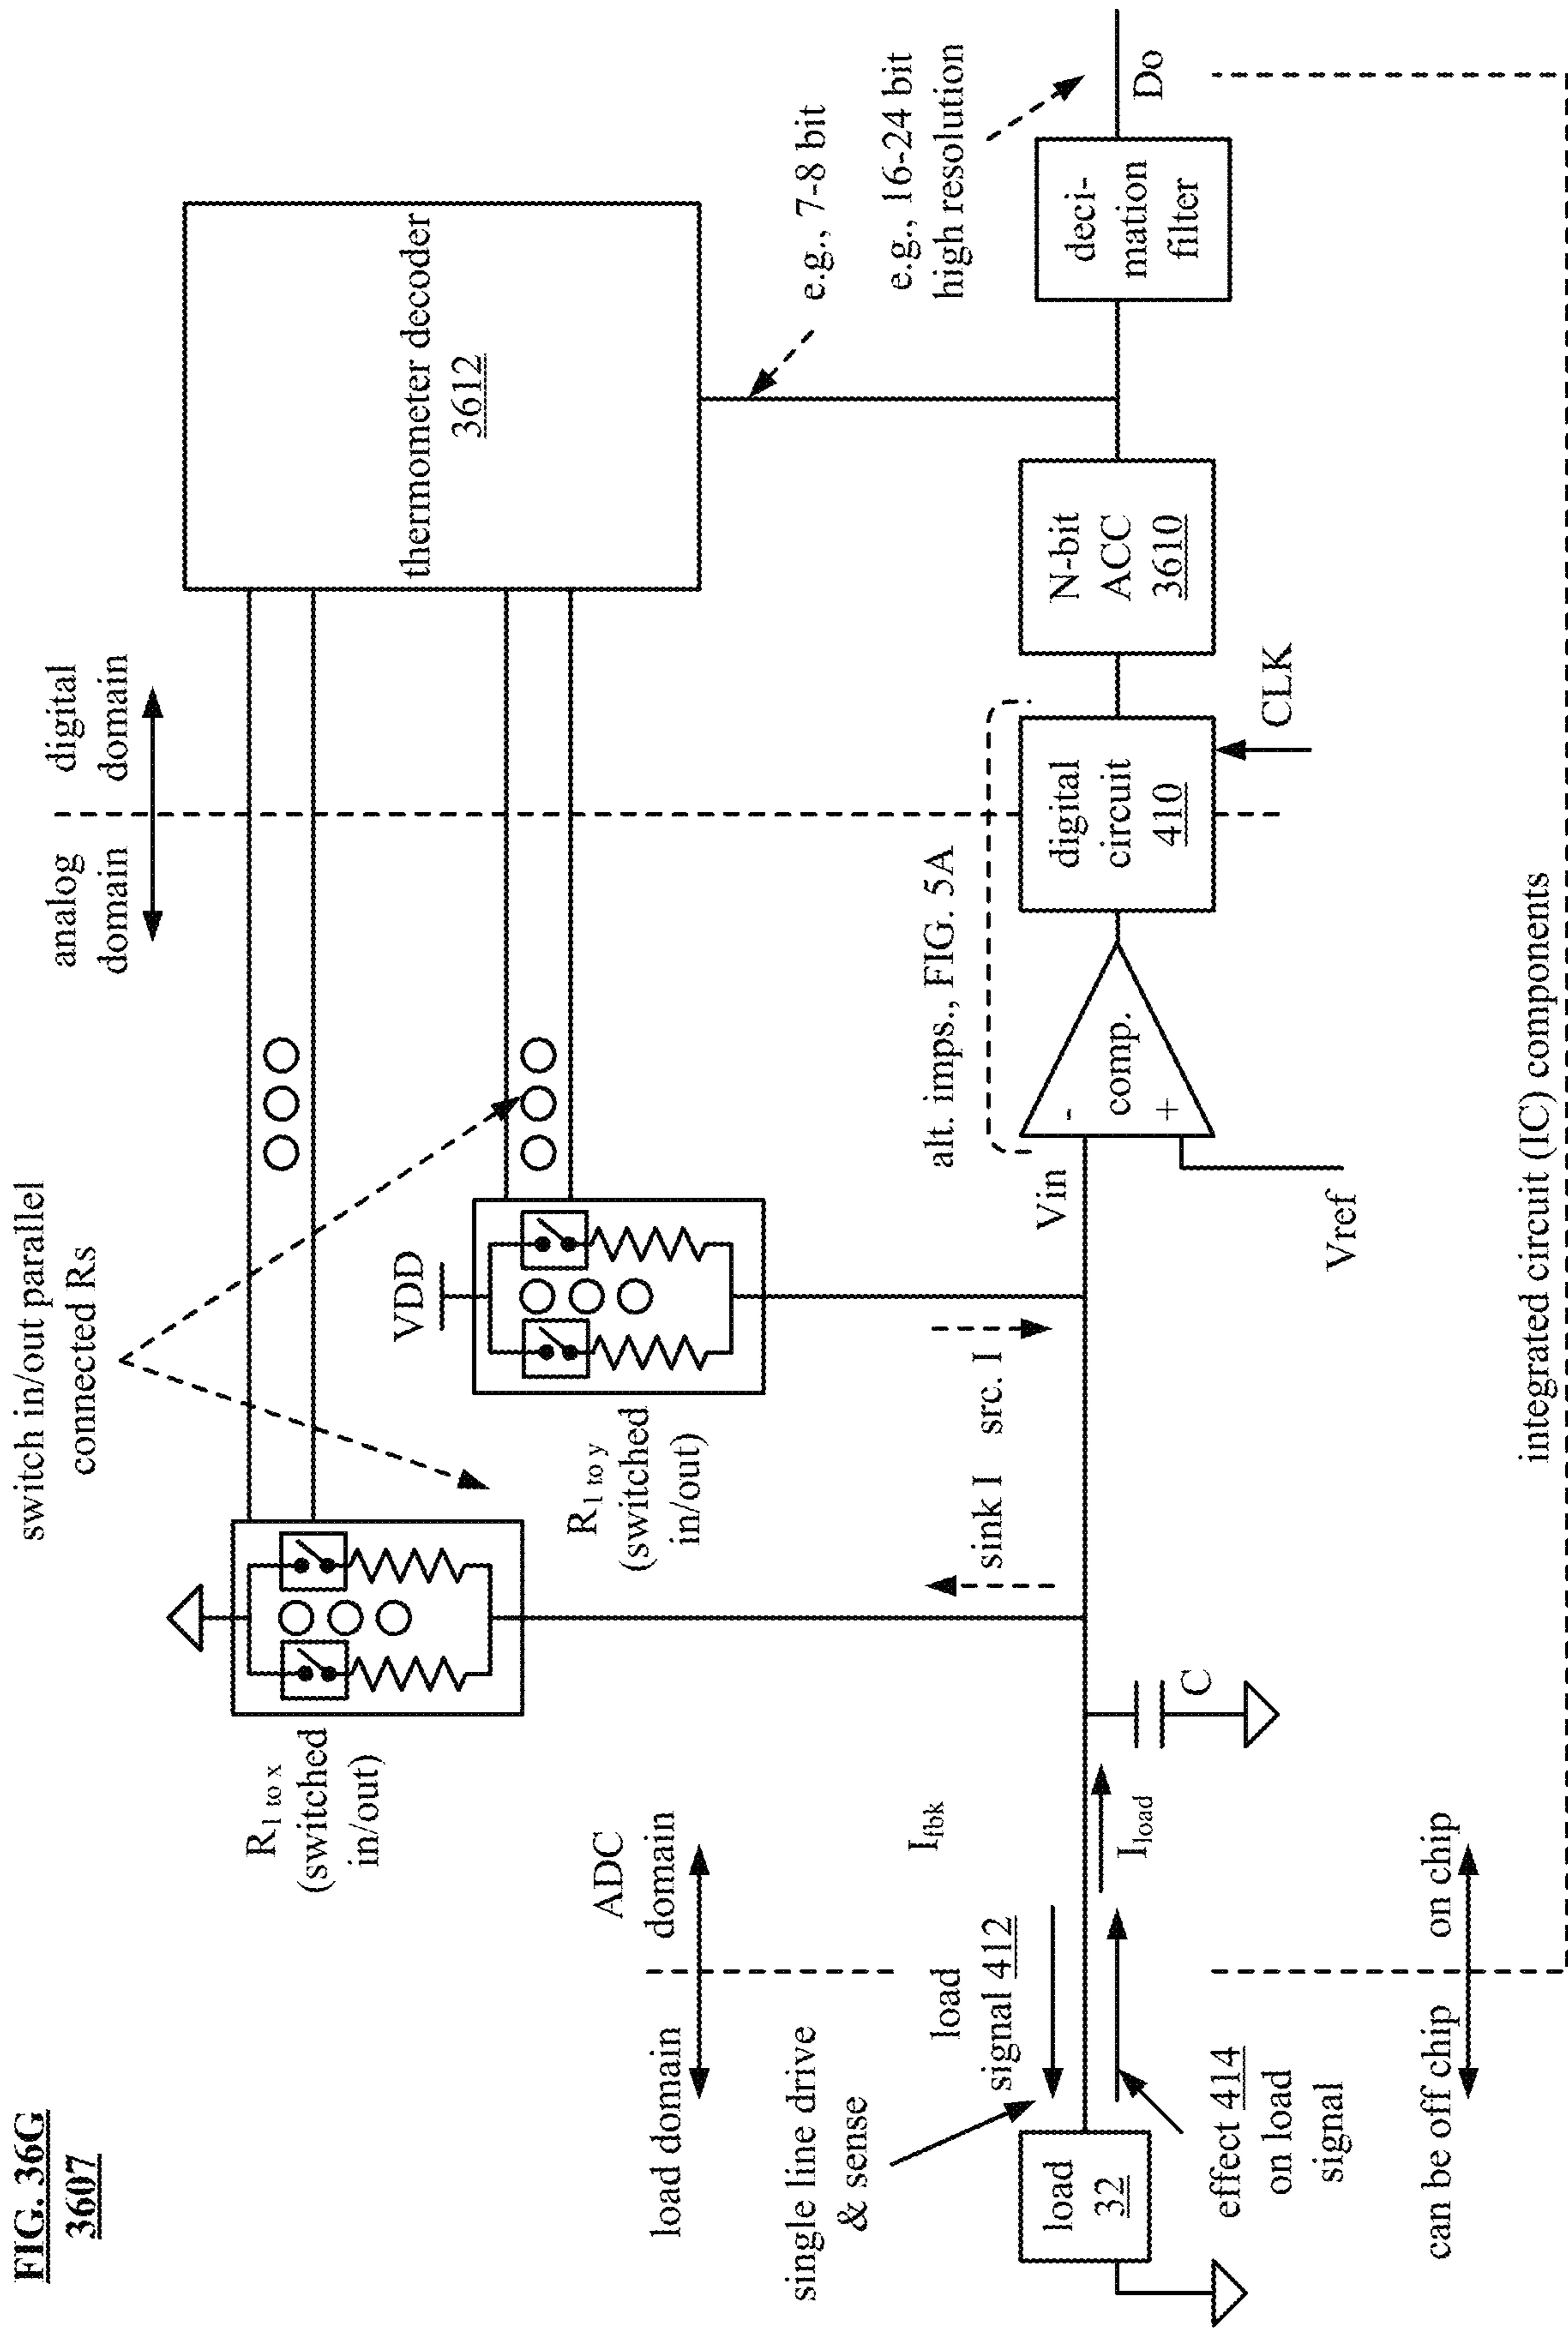 FIG. 36G
3607
switch in/out parallel
connected Rs
analog
domain
digital
domain
R1 to x
(switched
in/out)
VDD
R1 to y
(switched
in/out)
thermometer decoder
3612
load domain
ADC
domain
single line drive
& sense
load
signal 412
Ifbk
sink I
src. I
alt. imps., FIG. 5A
e.g., 7-8 bit
e.g., 16-24 bit
high resolution
load
32
effect 414
on load
signal
Iload
C
Vin
Vref
-
comp.
+
digital
circuit
410
CLK
N-bit
ACC
3610
deci-
mation
filter
Do
can be off chip
on chip
integrated circuit (IC) components